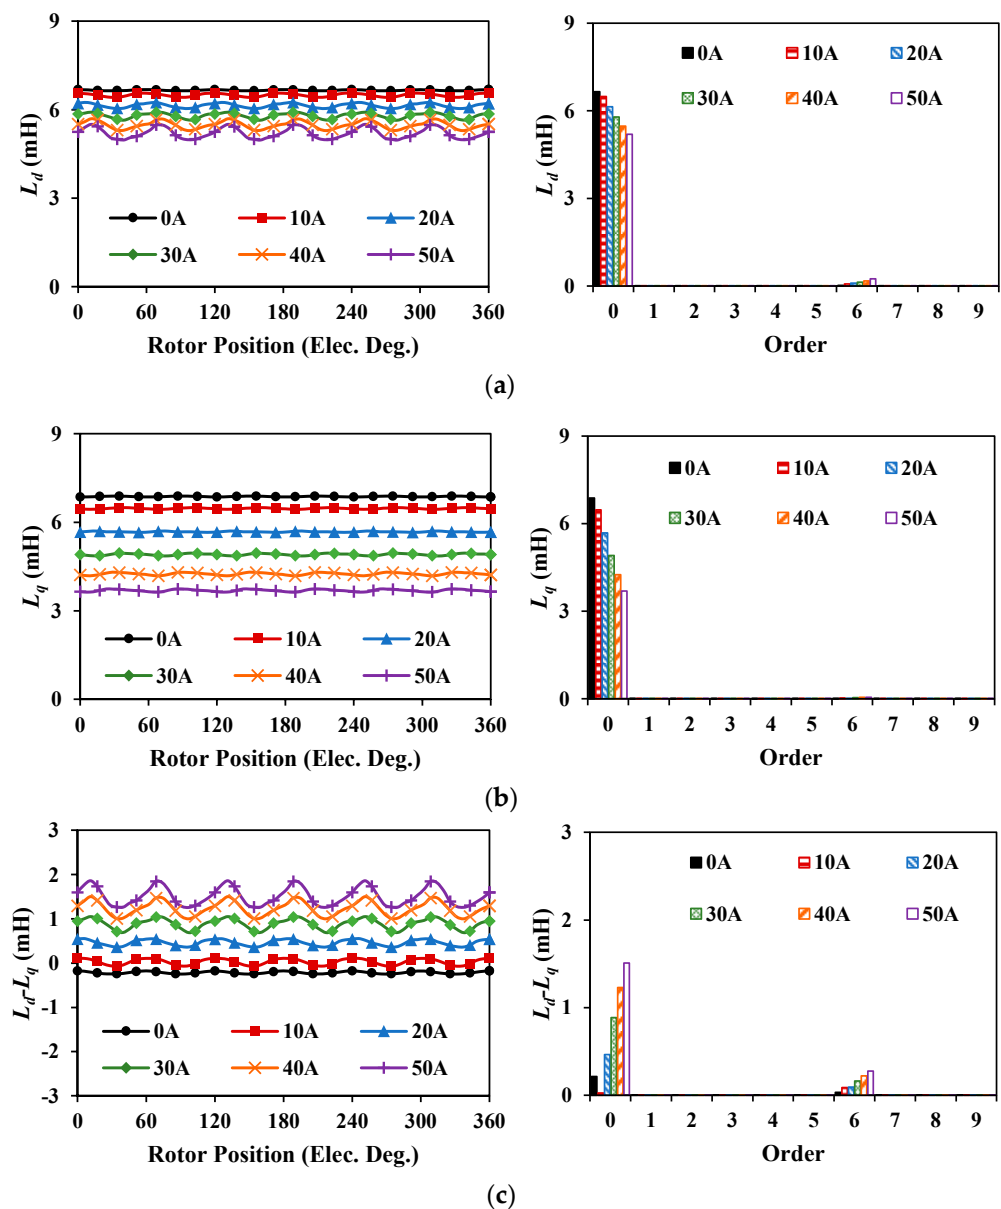 9
6
3
0
L_d (mH)
0 60 120 180 240 300 360
Rotor Position (Elec. Deg.)
0A 10A 20A
30A 40A 50A
9
6
3
0
L_d (mH)
0 1 2 3 4 5 6 7 8 9
Order
0A 10A 20A
30A 40A 50A
(a)
9
6
3
0
L_q (mH)
0 60 120 180 240 300 360
Rotor Position (Elec. Deg.)
0A 10A 20A
30A 40A 50A
9
6
3
0
L_q (mH)
0 1 2 3 4 5 6 7 8 9
Order
0A 10A 20A
30A 40A 50A
(b)
3
2
1
0
-1
-2
-3
L_d-L_q (mH)
0 60 120 180 240 300 360
Rotor Position (Elec. Deg.)
0A 10A 20A
30A 40A 50A
3
2
1
0
L_d-L_q (mH)
0 1 2 3 4 5 6 7 8 9
Order
0A 10A 20A
30A 40A 50A
(c)